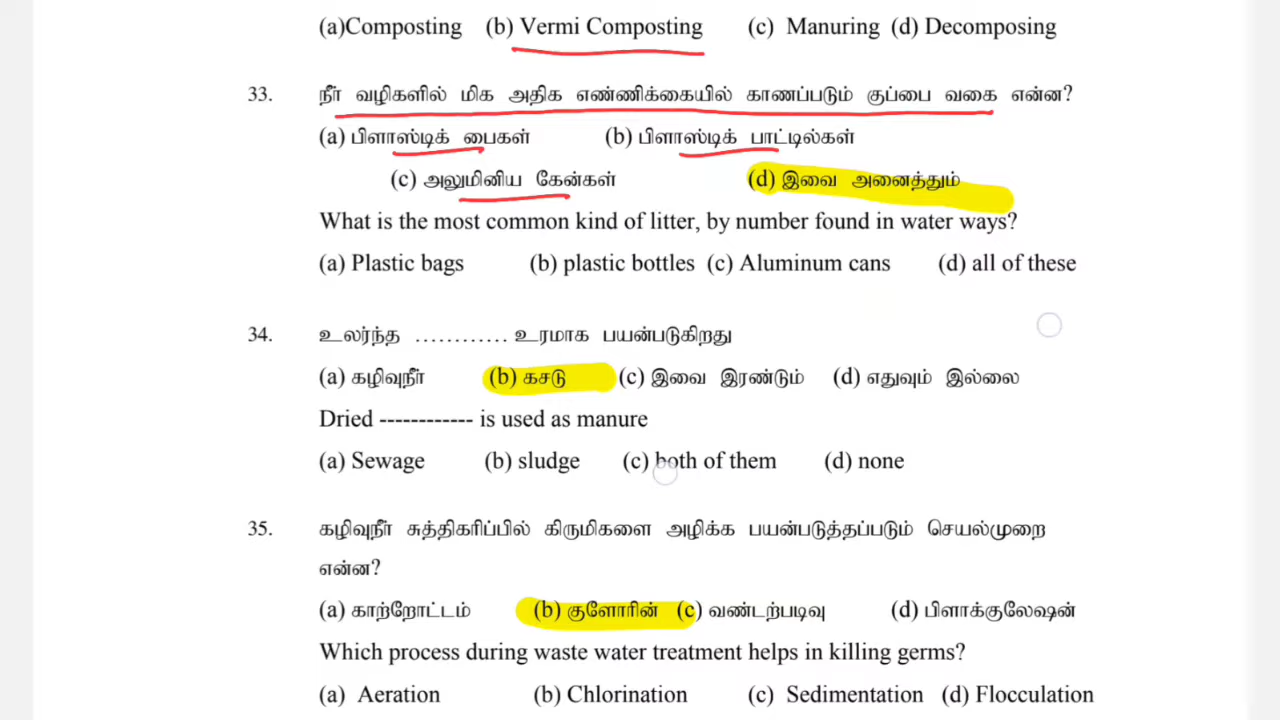 (a)Composting (b) Vermi Composting (c) Manuring (d) Decomposing
33. நீர் வழிகளில் மிக அதிக எண்ணிக்கையில் காணப்படும் குப்பை வகை என்ன?
(a) பிளாஸ்டிக் பைகள் (b) பிளாஸ்டிக் பாட்டில்கள்
(c) அலுமினிய கேன்கள் (d) இவை அனைத்தும்
What is the most common kind of litter, by number found in water ways?
(a) Plastic bags (b) plastic bottles (c) Aluminum cans (d) all of these
34. உலர்ந்த ............ உரமாக பயன்படுகிறது
(a) கழிவுநீர் (b) கசடு (c) இவை இரண்டும் (d) எதுவும் இல்லை
Dried ------------ is used as manure
(a) Sewage (b) sludge (c) both of them (d) none
35. கழிவுநீர் சுத்திகரிப்பில் கிருமிகளை அழிக்க பயன்படுத்தப்படும் செயல்முறை
என்ன?
(a) காற்றோட்டம் (b) குளோரின் (c) வண்டற்படிவு (d) பிளாக்குலேஷன்
Which process during waste water treatment helps in killing germs?
(a) Aeration (b) Chlorination (c) Sedimentation (d) Flocculation